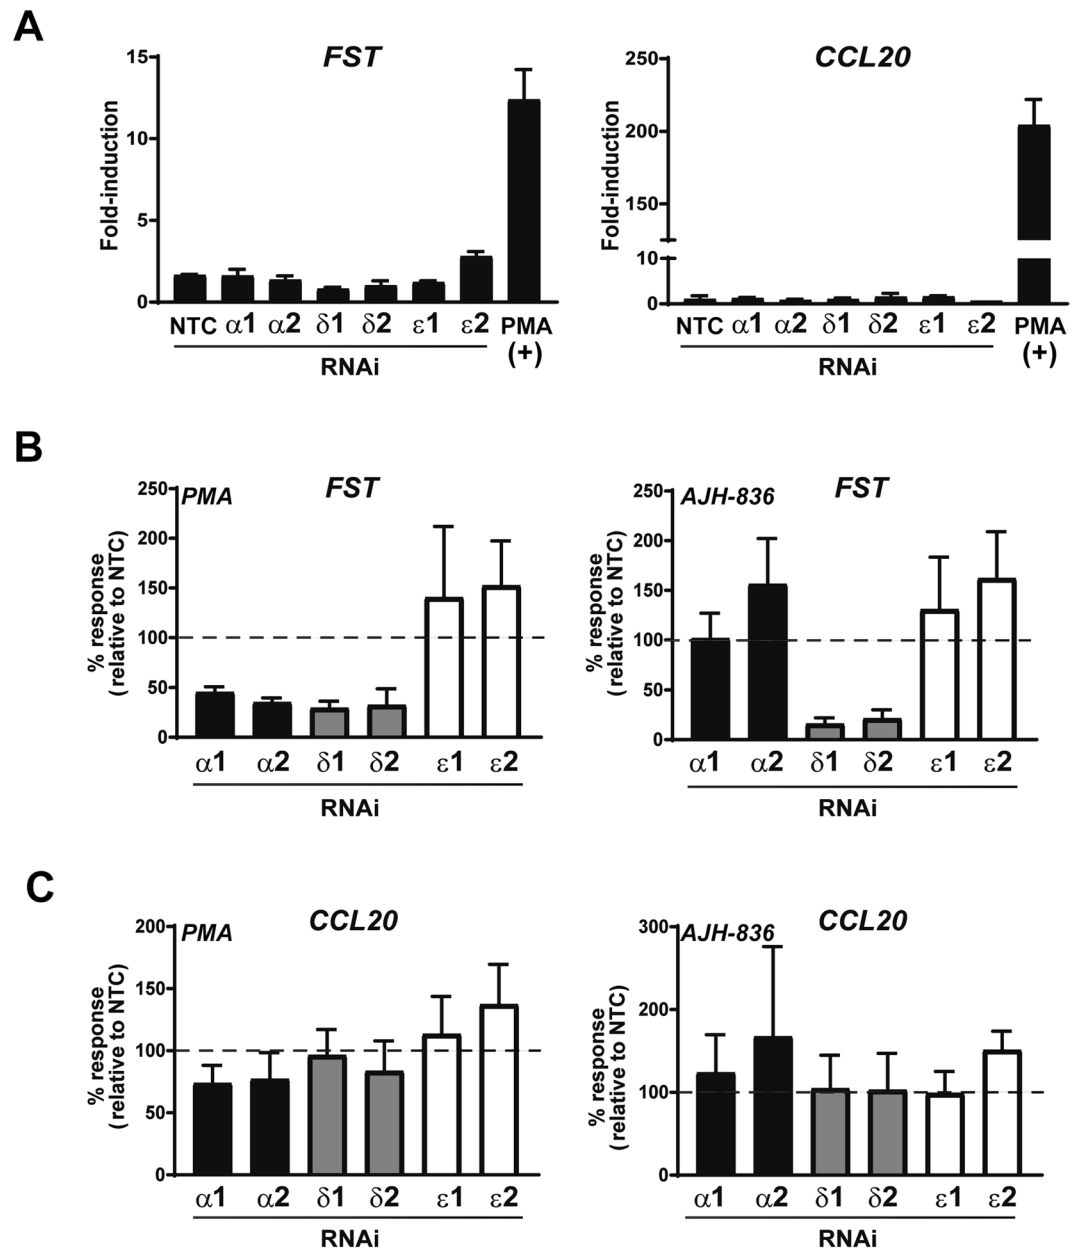 A
FST
Fold-induction
15
10
5
0
NTC α1 α2 δ1 δ2 ε1 ε2 PMA
(+)
RNAi
CCL20
Fold-induction
250
200
150
10
0
NTC α1 α2 δ1 δ2 ε1 ε2 PMA
(+)
RNAi
B
PMA
FST
% response
(relative to NTC)
250
200
150
100
50
0
α1 α2 δ1 δ2 ε1 ε2
RNAi
AJH-836
FST
% response
(relative to NTC)
250
200
150
100
50
0
α1 α2 δ1 δ2 ε1 ε2
RNAi
C
PMA
CCL20
% response
(relative to NTC)
200
150
100
50
0
α1 α2 δ1 δ2 ε1 ε2
RNAi
AJH-836
CCL20
% response
(relative to NTC)
300
200
100
0
α1 α2 δ1 δ2 ε1 ε2
RNAi